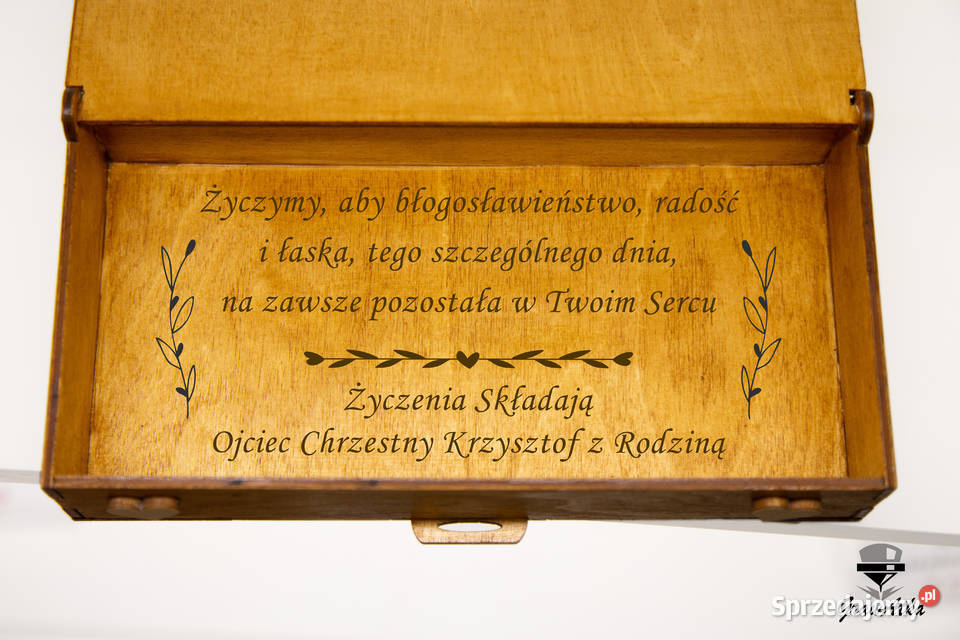 Życzymy, aby błogosławieństwo, radość
i łaska, tego szczególnego dnia,
na zawsze pozostała w Twoim Sercu
Życzenia Składają
Ojciec Chrzestny Krzysztof z Rodziną
Sprzedajemy.pl